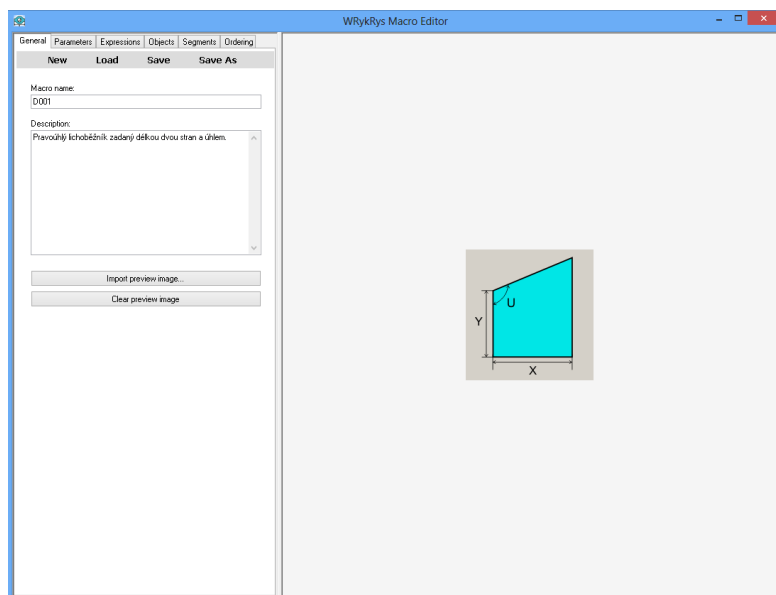 WRykRys Macro Editor
General Parameters Expressions Objects Segments Ordering
New Load Save Save As
Macro name:
D001
Description:
Pravoúhlý lichoběžník zadaný délkou dvou stran a úhlem.
Import preview image...
Clear preview image
U
Y
X